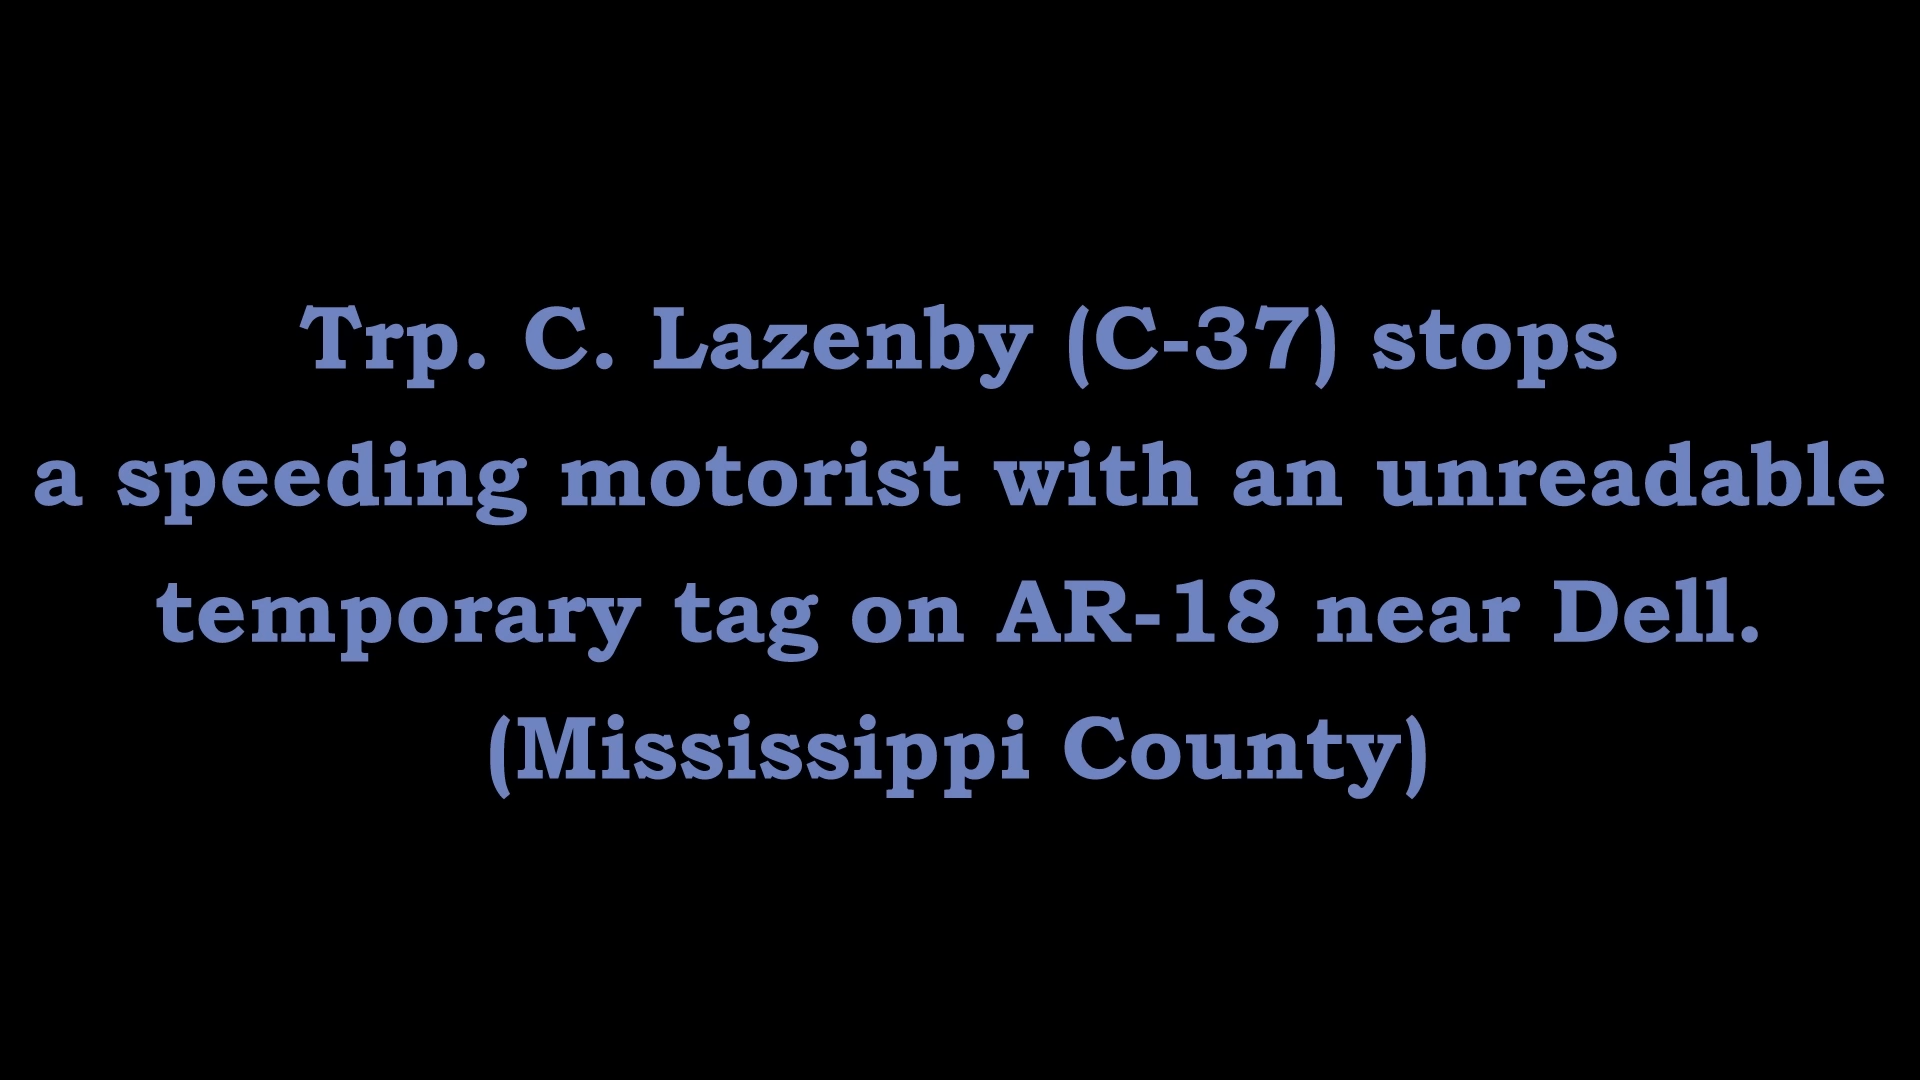 Trp. C. Lazenby (C-37) stops
a speeding motorist with an unreadable
temporary tag on AR-18 near Dell.
(Mississippi County)